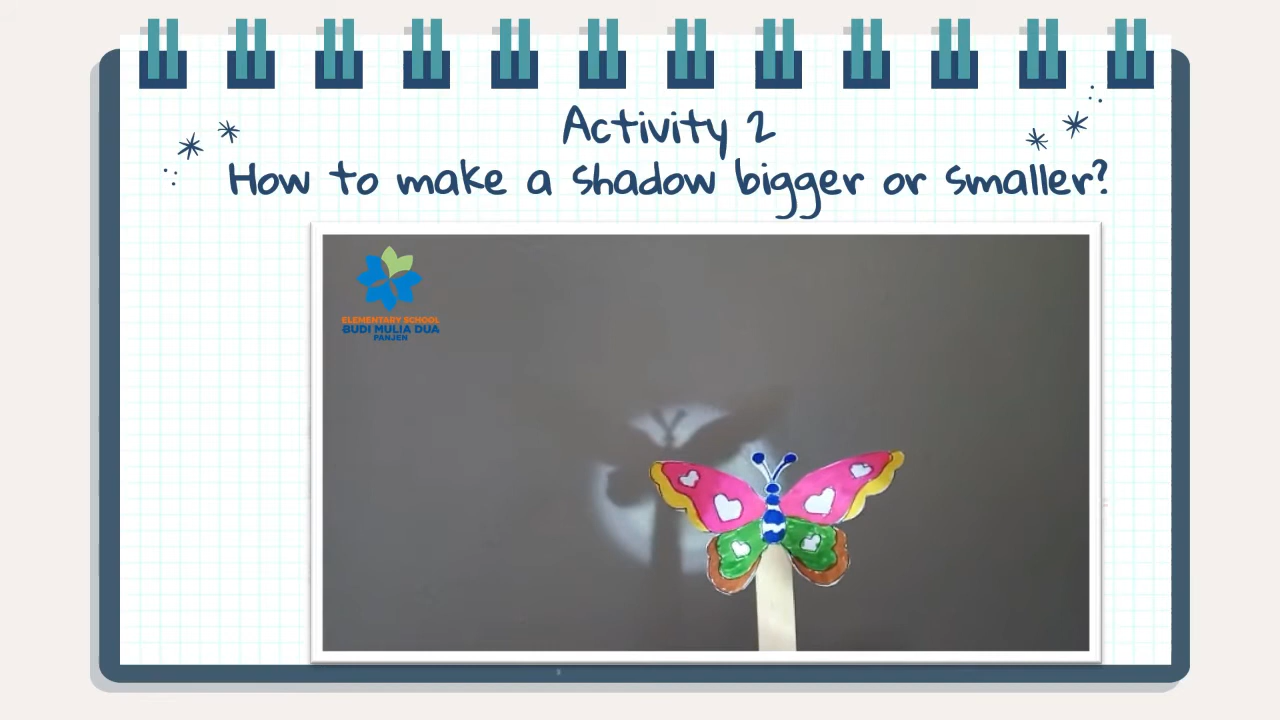 Activity 2
How to make a shadow bigger or smaller?
ELEMENTARY SCHOOL
BUDI MULIA DUA
PANJEN